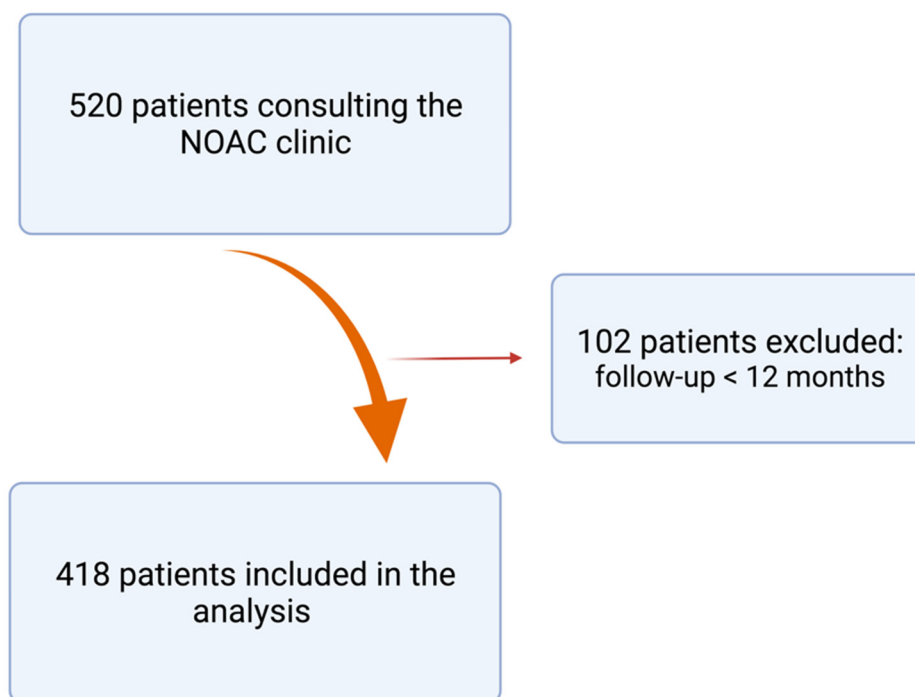 520 patients consulting the
NOAC clinic
102 patients excluded:
follow-up < 12 months
418 patients included in the
analysis